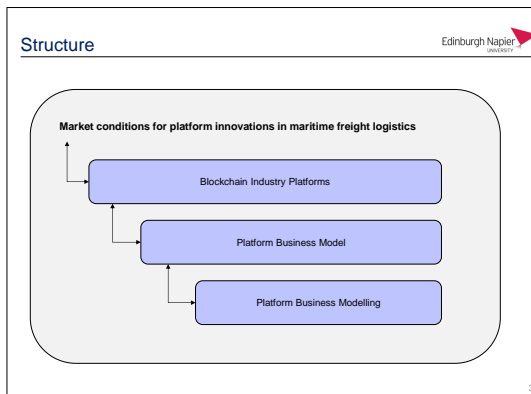 Structure
Edinburgh Napier
UNIVERSITY
Market conditions for platform innovations in maritime freight logistics
Blockchain Industry Platforms
Platform Business Model
Platform Business Modelling
3